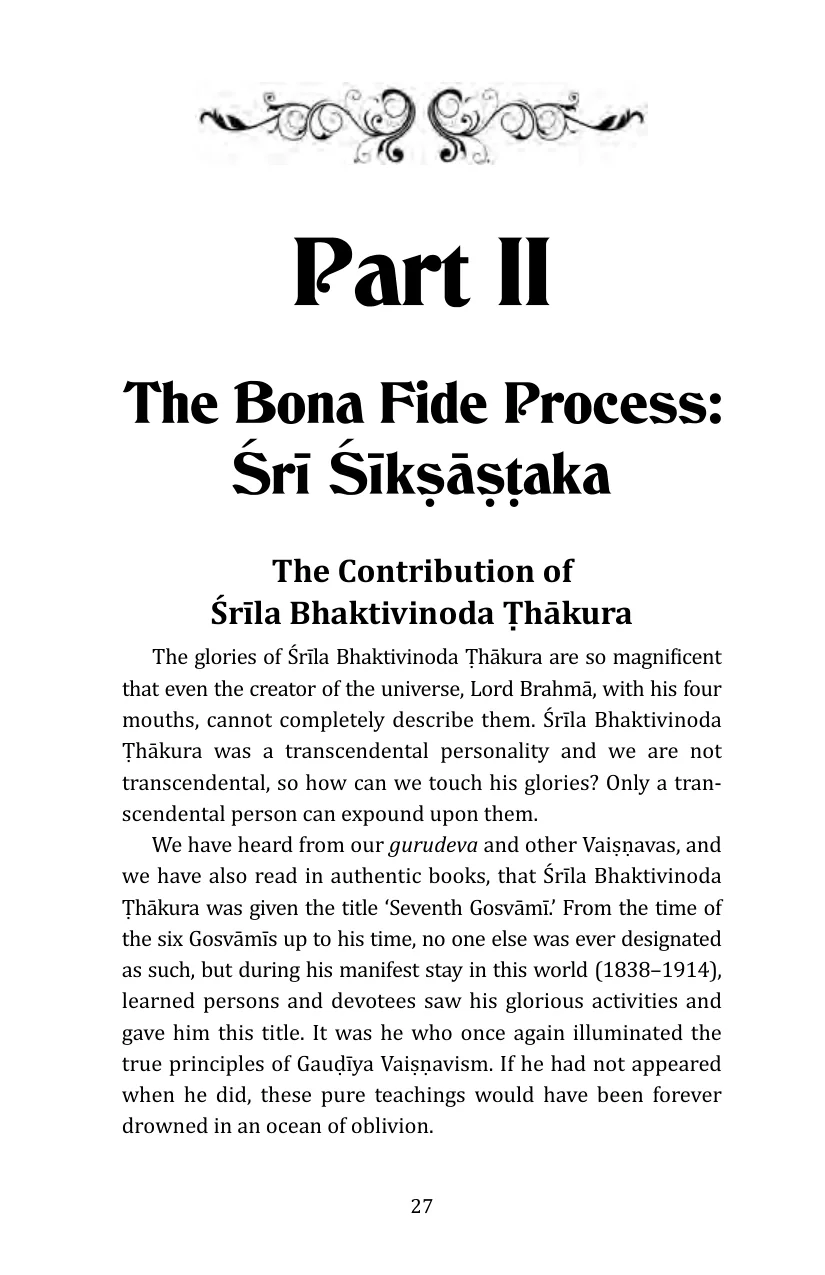 Part II
The Bona Fide Process:
Śrī Śīkṣāṣṭaka
The Contribution of
Śrīla Bhaktivinoda Ṭhākura
The glories of Śrīla Bhaktivinoda Ṭhākura are so magnificent
that even the creator of the universe, Lord Brahmā, with his four
mouths, cannot completely describe them. Śrīla Bhaktivinoda
Ṭhākura was a transcendental personality and we are not
transcendental, so how can we touch his glories? Only a tran-
scendental person can expound upon them.
We have heard from our gurudeva and other Vaiṣṇavas, and
we have also read in authentic books, that Śrīla Bhaktivinoda
Ṭhākura was given the title ‘Seventh Gosvāmī.’ From the time of
the six Gosvāmīs up to his time, no one else was ever designated
as such, but during his manifest stay in this world (1838–1914),
learned persons and devotees saw his glorious activities and
gave him this title. It was he who once again illuminated the
true principles of Gauḍīya Vaiṣṇavism. If he had not appeared
when he did, these pure teachings would have been forever
drowned in an ocean of oblivion.
27